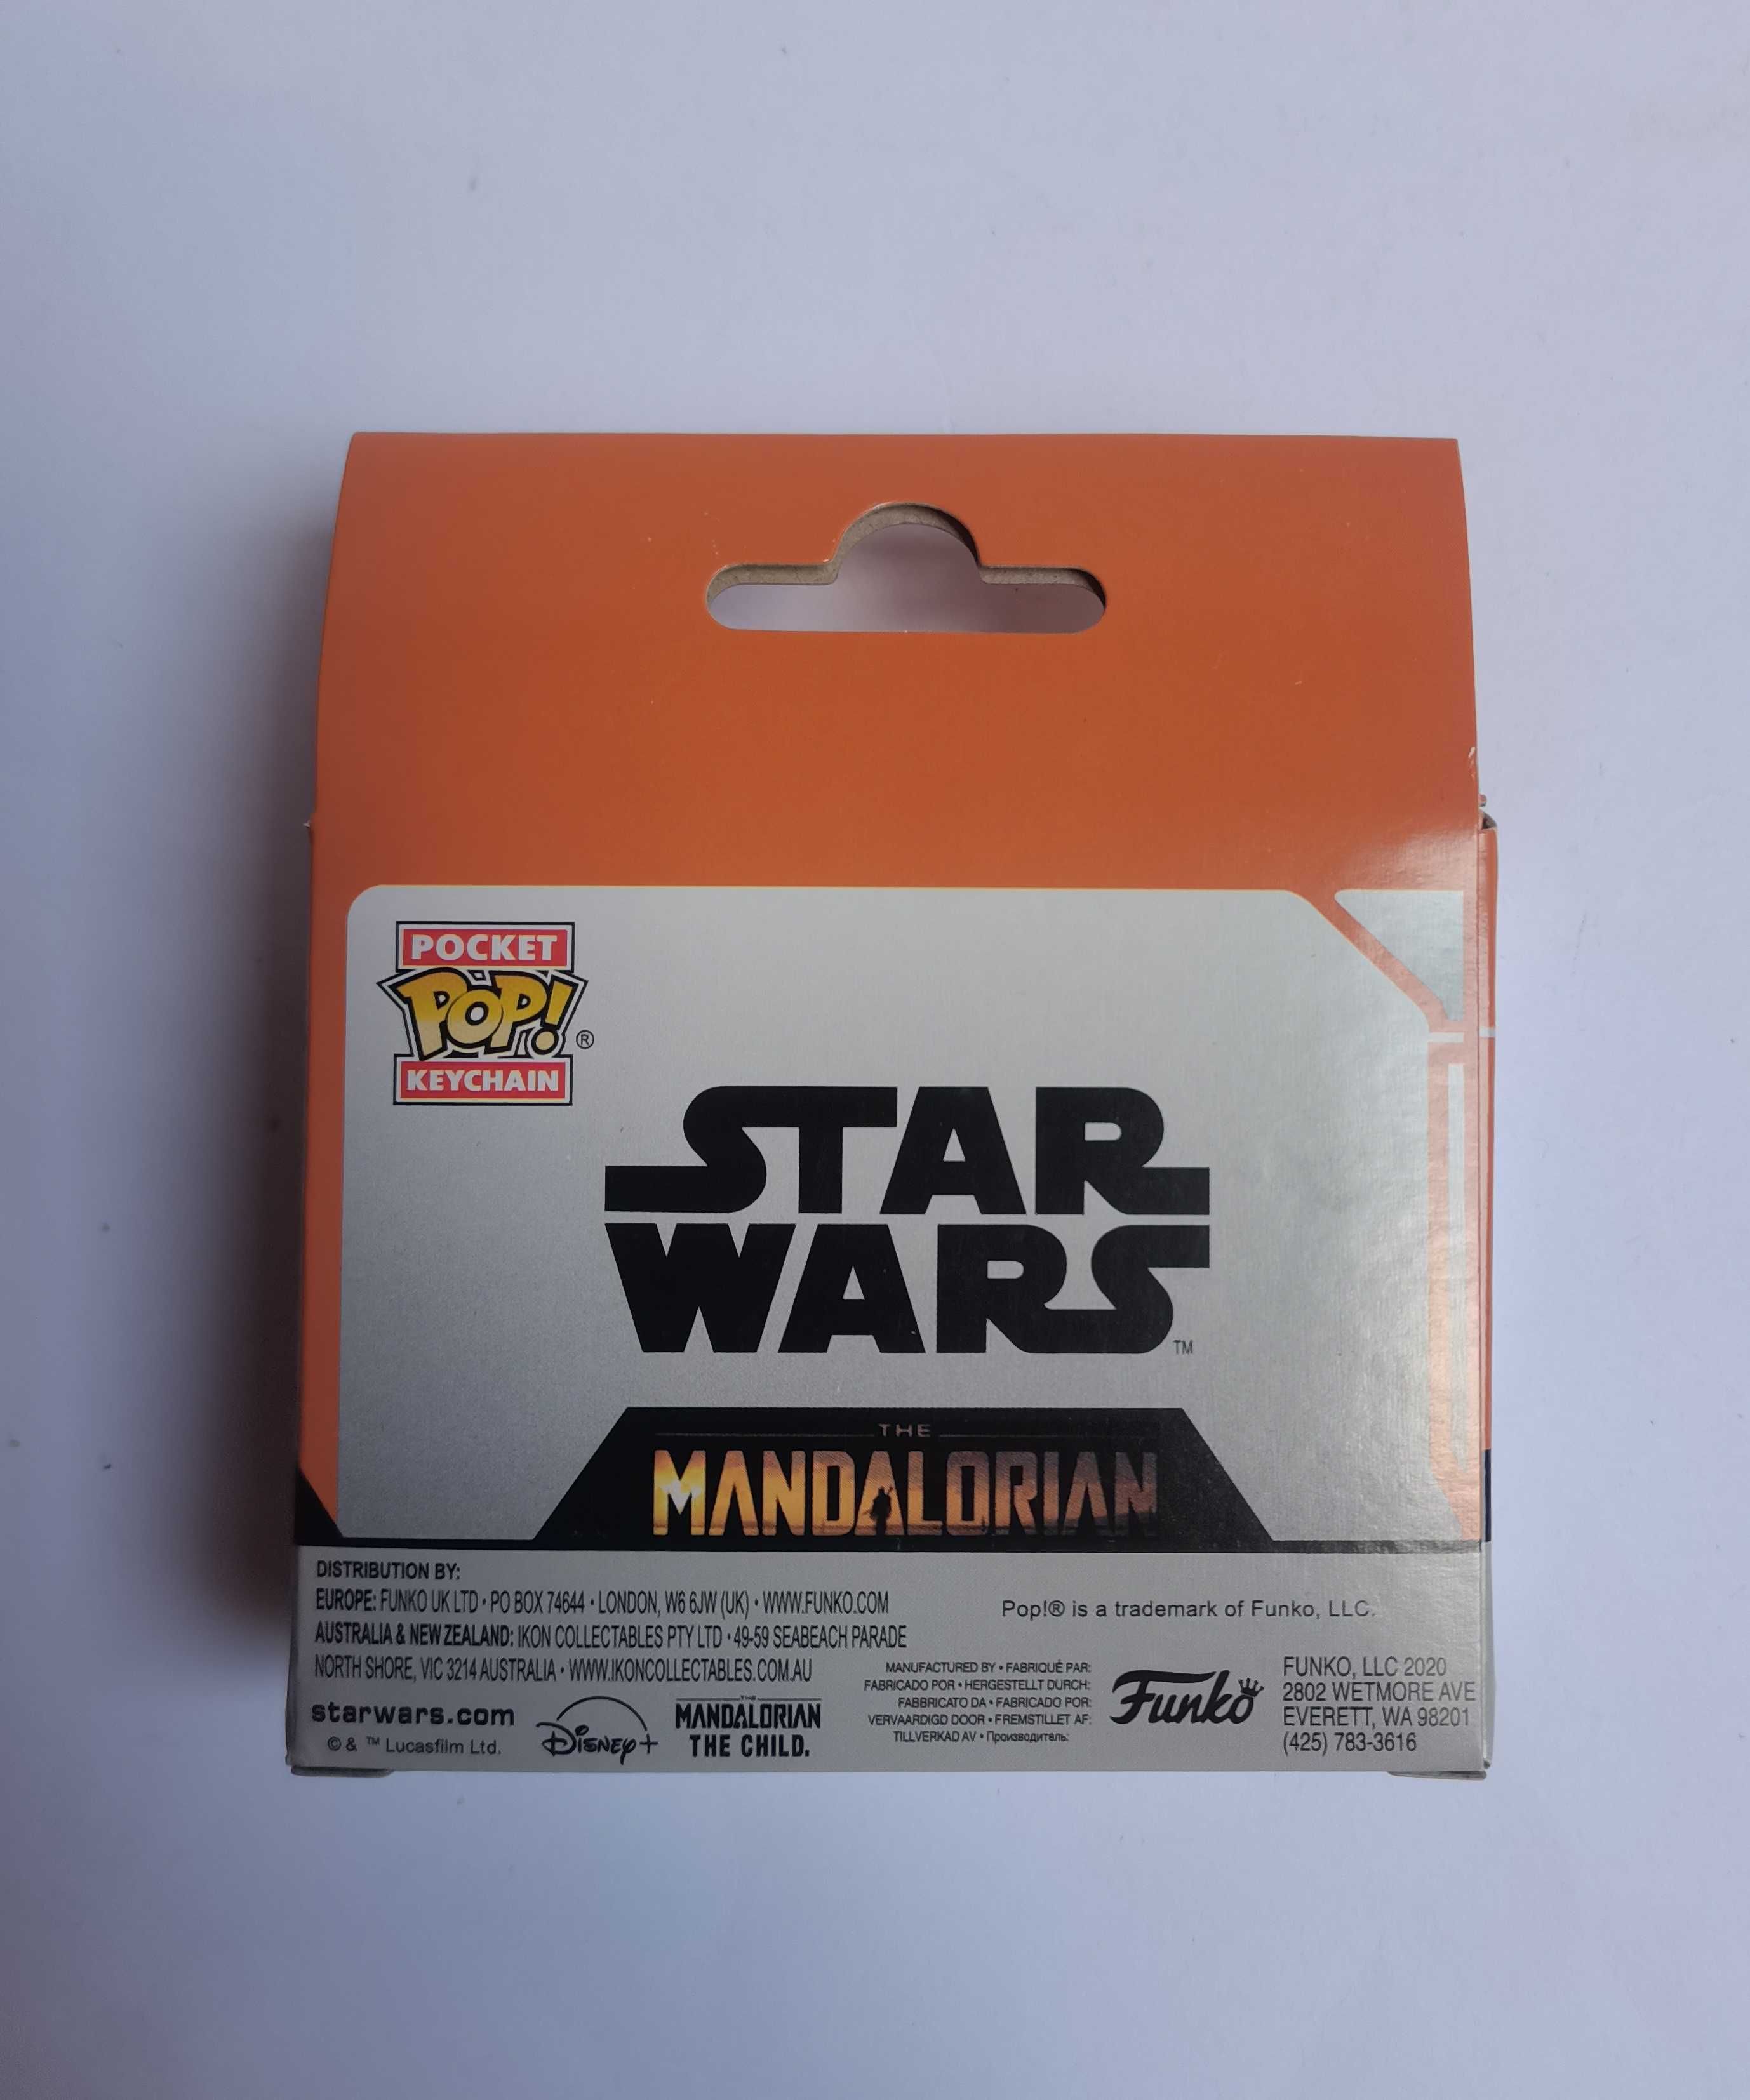 POCKET
POP!®
KEYCHAIN
STAR
WARS™
THE
MANDALORIAN
DISTRIBUTION BY:
EUROPE: FUNKO UK LTD • PO BOX 74644 • LONDON, W6 6JW (UK) • WWW.FUNKO.COM
AUSTRALIA & NEW ZEALAND: IKON COLLECTABLES PTY LTD • 49-59 SEABEACH PARADE
NORTH SHORE, VIC 3214 AUSTRALIA • WWW.IKONCOLLECTABLES.COM.AU
starwars.com
© & ™ Lucasfilm Ltd.
Disney+
THE
MANDALORIAN
THE CHILD.
Pop!® is a trademark of Funko, LLC.
MANUFACTURED BY • FABRIQUÉ PAR:
FABRICADO POR • HERGESTELLT DURCH:
FABBRICATO DA • FABRICADO POR:
VERVAARDIGD DOOR • FREMSTILLET AF:
TILLVERKAD AV • Производитель:
Funko
FUNKO, LLC 2020
2802 WETMORE AVE
EVERETT, WA 98201
(425) 783-3616